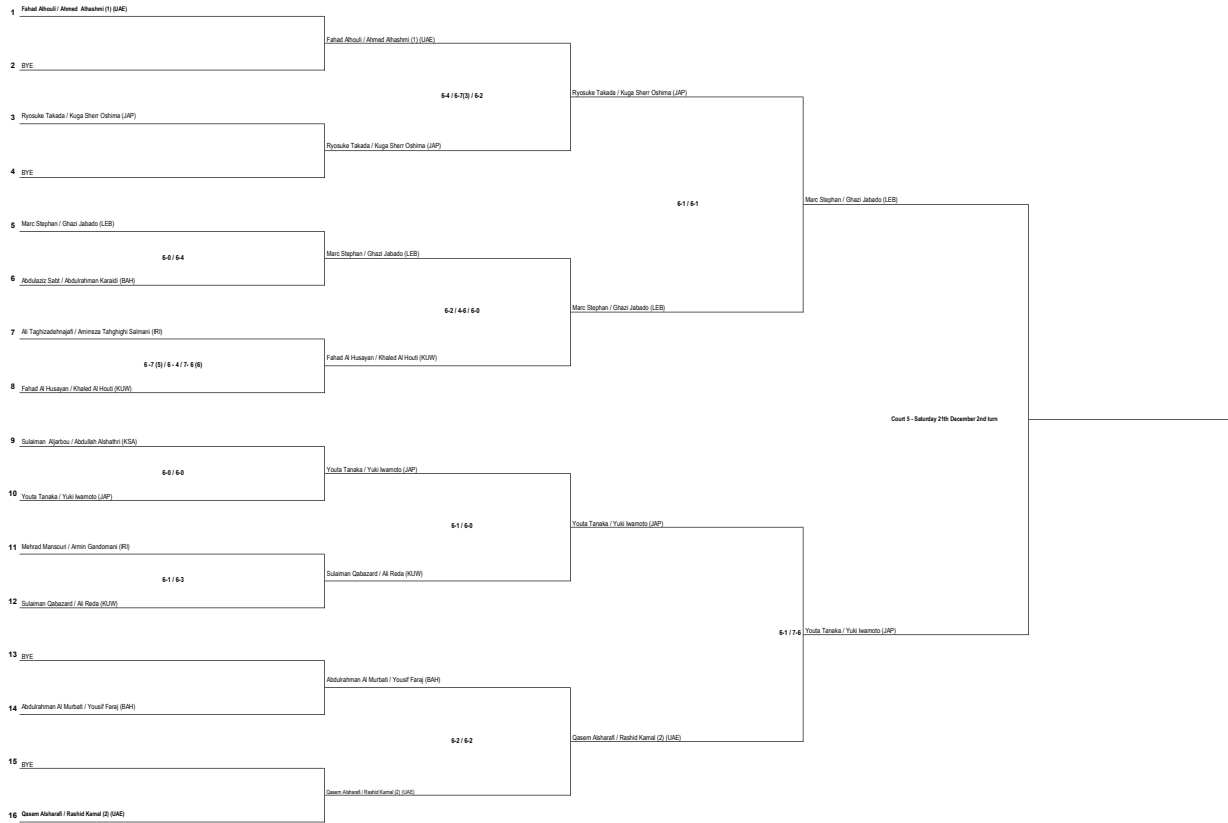 1 Fahad Alhouli / Ahmed Alhashmi (1) (UAE)
Fahad Alhouli / Ahmed Alhashmi (1) (UAE)
2 BYE
6-4 / 6-7(3) / 6-2
Ryosuke Takada / Kuga Sherr Oshima (JAP)
3 Ryosuke Takada / Kuga Sherr Oshima (JAP)
Ryosuke Takada / Kuga Sherr Oshima (JAP)
4 BYE
6-1 / 6-1
Marc Stephan / Ghazi Jabado (LEB)
5 Marc Stephan / Ghazi Jabado (LEB)
6-0 / 6-4
Marc Stephan / Ghazi Jabado (LEB)
6 Abdulaziz Sabt / Abdulrahman Karaidi (BAH)
6-2 / 4-6 / 6-0
Marc Stephan / Ghazi Jabado (LEB)
7 Ali Taghizadehnajafi / Amirreza Tahghighi Salmani (IRI)
6 -7 (5) / 6 - 4 / 7- 6 (6)
Fahad Al Husayan / Khaled Al Houti (KUW)
8 Fahad Al Husayan / Khaled Al Houti (KUW)
Court 5 - Saturday 21th December 2nd turn
9 Sulaiman Aljarbou / Abdullah Alshathri (KSA)
6-0 / 6-0
Youta Tanaka / Yuki Iwamoto (JAP)
10 Youta Tanaka / Yuki Iwamoto (JAP)
6-1 / 6-0
Youta Tanaka / Yuki Iwamoto (JAP)
11 Mehrad Mansouri / Armin Gandomani (IRI)
6-1 / 6-3
Sulaiman Qabazard / Ali Reda (KUW)
12 Sulaiman Qabazard / Ali Reda (KUW)
6-1 / 7-6
Youta Tanaka / Yuki Iwamoto (JAP)
13 BYE
Abdulrahman Al Murbati / Yousif Faraj (BAH)
14 Abdulrahman Al Murbati / Yousif Faraj (BAH)
6-2 / 6-2
Qasem Alsharafi / Rashid Kamal (2) (UAE)
15 BYE
Qasem Alsharafi / Rashid Kamal (2) (UAE)
16 Qasem Alsharafi / Rashid Kamal (2) (UAE)